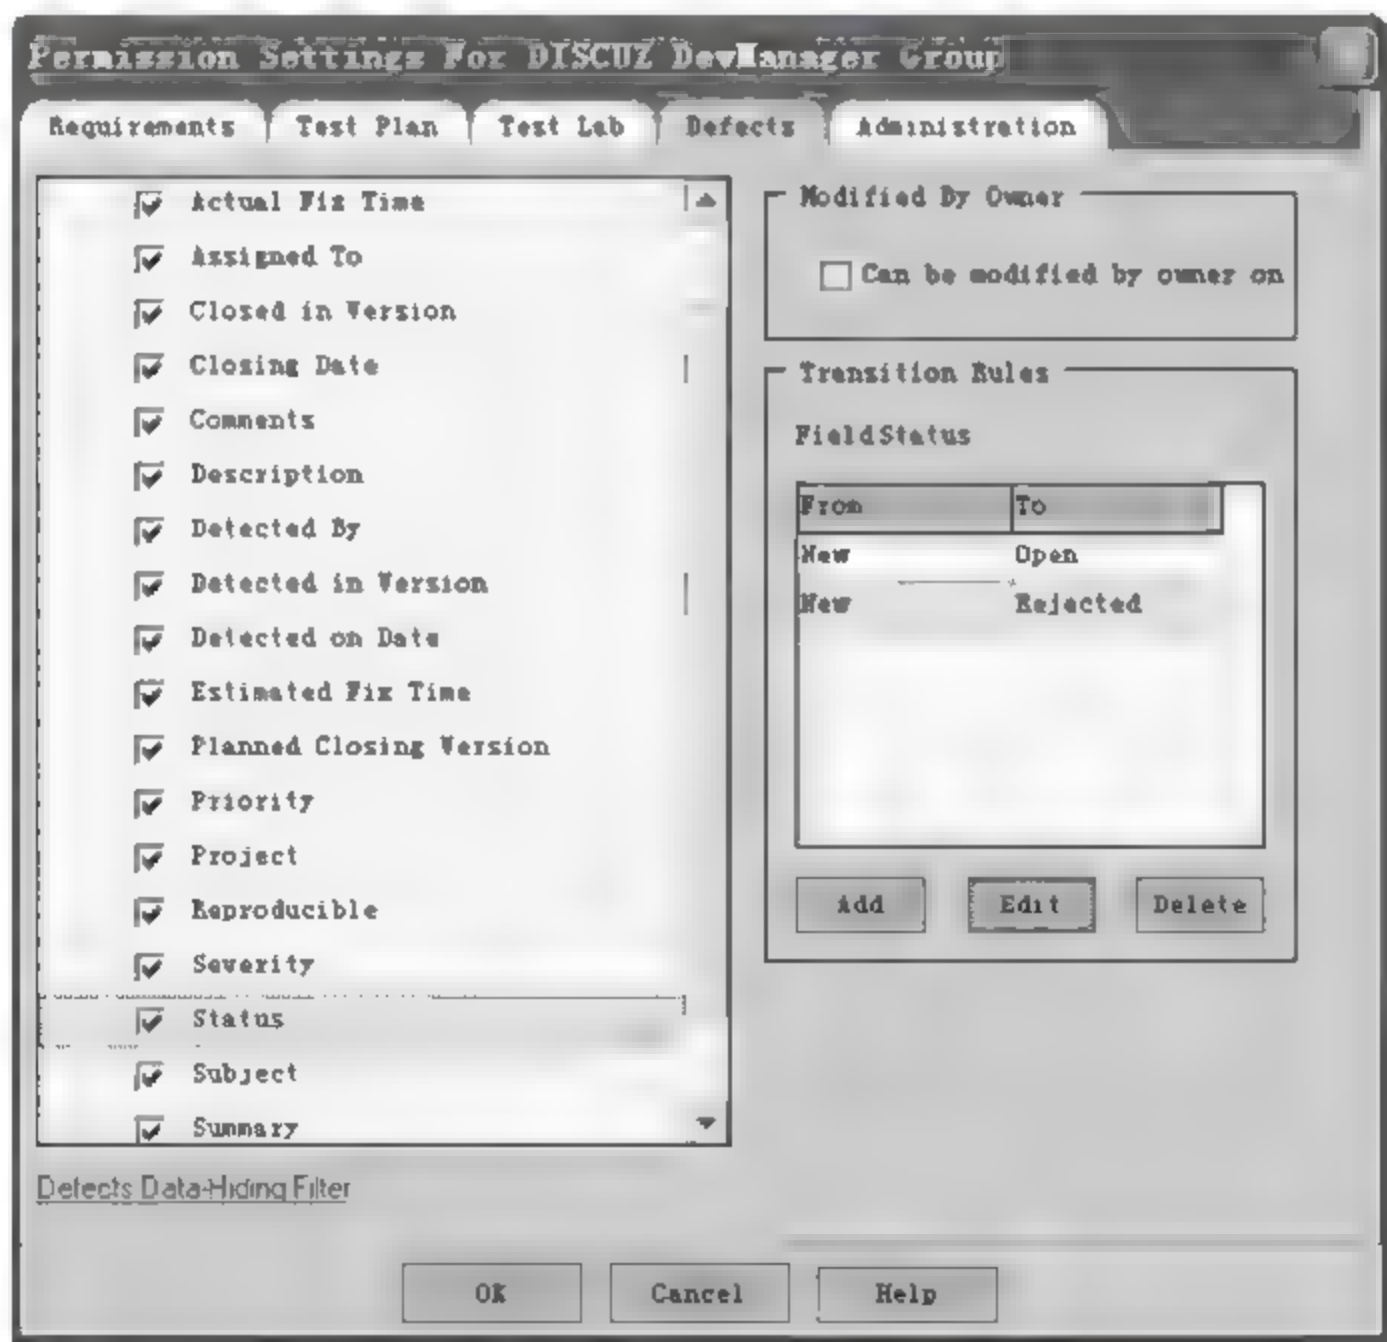 Permission Settings For DISCUZ DevManager Group
Requirements Test Plan Test Lab Defects Administration
Actual Fix Time
Assigned To
Closed in Version
Closing Date
Comments
Description
Detected By
Detected in Version
Detected on Date
Estimated Fix Time
Planned Closing Version
Priority
Project
Reproducible
Severity
Status
Subject
Summary
Defects Data-Hiding Filter
Modified By Owner
Can be modified by owner on
Transition Rules
Field Status
From To
New Open
New Rejected
Add Edit Delete
OK Cancel Help